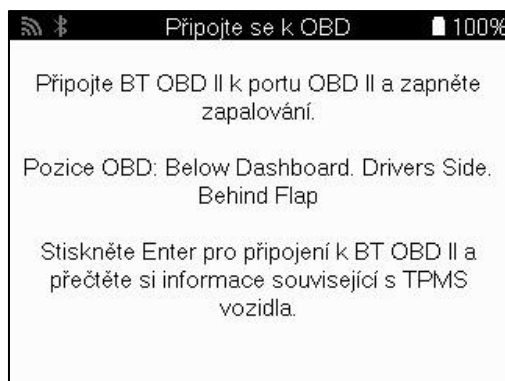 Připojte se k OBD 100%
Připojte BT OBD II k portu OBD II a zapněte
zapalování.
Pozice OBD: Below Dashboard. Drivers Side.
Behind Flap
Stiskněte Enter pro připojení k BT OBD II a
přečtěte si informace související s TPMS
vozidla.